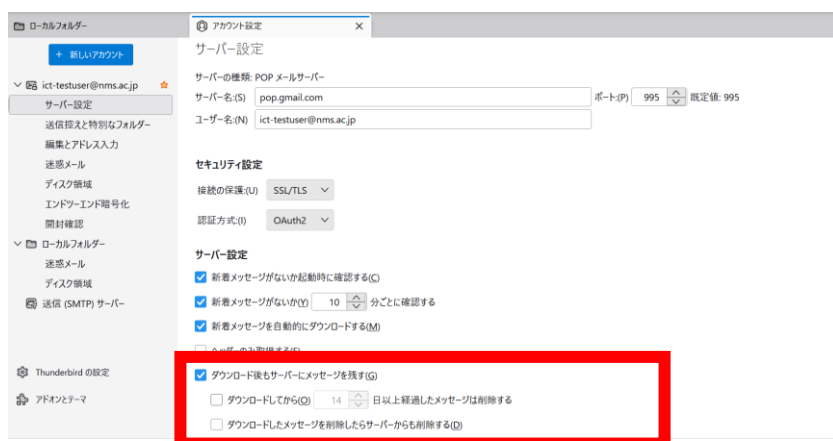 ローカルフォルダー
アカウント設定
+ 新しいアカウント
サーバー設定
サーバーの種類: POP メールサーバー
ict-testuser@nms.ac.jp
サーバー名:(S) pop.gmail.com ポート:(P) 995 既定値: 995
サーバー設定
ユーザー名:(N) ict-testuser@nms.ac.jp
送信控えと特別なフォルダー
編集とアドレス入力
迷惑メール
ディスク領域
エンドツーエンド暗号化
開封確認
ローカルフォルダー
迷惑メール
ディスク領域
送信 (SMTP) サーバー
Thunderbird の設定
アドオンとテーマ
セキュリティ設定
接続の保護:(U) SSL/TLS
認証方式:(I) OAuth2
サーバー設定
新着メッセージがないか起動時に確認する(C)
新着メッセージがないか(Y) 10 分ごとに確認する
新着メッセージを自動的にダウンロードする(M)
ダウンロード後もサーバーにメッセージを残す(G)
ダウンロードしてから(O) 14 日以上経過したメッセージは削除する
ダウンロードしたメッセージを削除したらサーバーからも削除する(D)